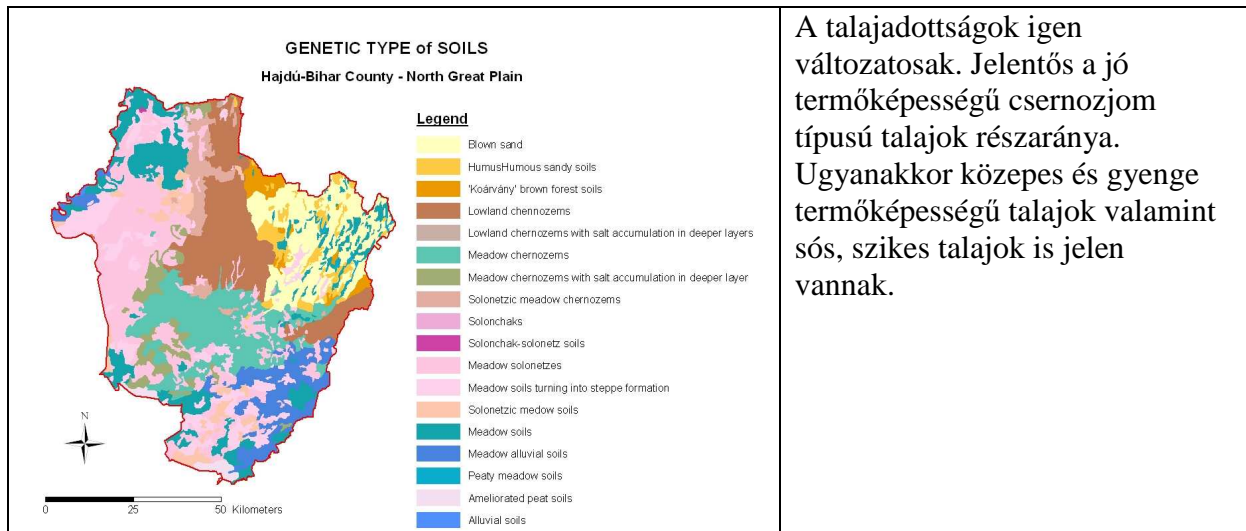 GENETIC TYPE of SOILS
Hajdú-Bihar County - North Great Plain
Legend
Blown sand
HumusHumous sandy soils
'Koárvány' brown forest soils
Lowland chennozems
Lowland chernozems with salt accumulation in deeper layers
Meadow chernozems
Meadow chernozems with salt accumulation in deeper layer
Solonetzic meadow chernozems
Solonchaks
Solonchak-solonetz soils
Meadow solonetzes
Meadow soils turning into steppe formation
Solonetzic medow soils
Meadow soils
Meadow alluvial soils
Peaty meadow soils
Ameliorated peat soils
Alluvial soils
N
0 25 50 Kilometers
A talajadottságok igen
változatosak. Jelentős a jó
termőképességű csernozjom
típusú talajok részaránya.
Ugyanakkor közepes és gyenge
termőképességű talajok valamint
sós, szikes talajok is jelen
vannak.